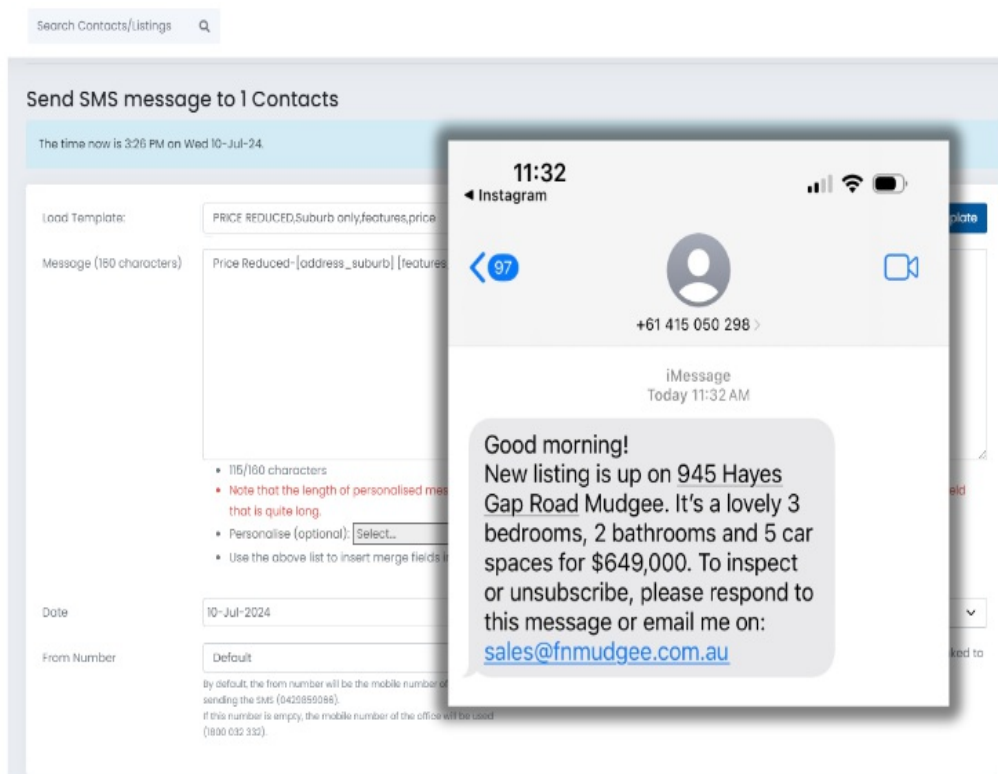 Search Contacts/Listings
Send SMS message to 1 Contacts
The time now is 3:26 PM on Wed 10-Jul-24.
Load Template:
PRICE REDUCED,Suburb only,features,price
plate
Message (160 characters)
Price Reduced-[address_suburb] [features
• 115/160 characters
• Note that the length of personalised mes
eld
that is quite long.
• Personalise (optional): Select...
• Use the above list to insert merge fields i
Date
10-Jul-2024
From Number
Default
ked to
By default, the from number will be the mobile number of
sending the SMS (0429859066).
If this number is empty, the mobile number of the office will be used
(1800 032 332).
11:32
◀ Instagram
97
+61 415 050 298 >
iMessage
Today 11:32 AM
Good morning!
New listing is up on 945 Hayes
Gap Road Mudgee. It’s a lovely 3
bedrooms, 2 bathrooms and 5 car
spaces for $649,000. To inspect
or unsubscribe, please respond to
this message or email me on:
sales@fnmudgee.com.au